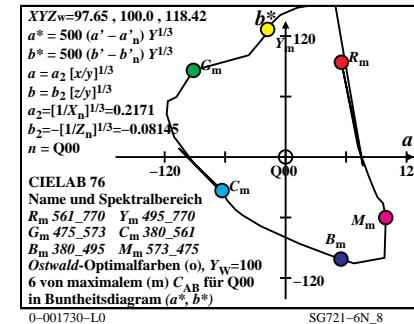 XYZw=97.65, 100.0, 118.42
a* = 500 (a' - a'n) Y1/3
b* = 500 (b' - b'n) Y1/3
a = a2 [x/y]1/3
b = b2 [z/y]1/3
a2=[1/Xn]1/3=0.2171
b2=-[1/Zn]1/3=-0.08145
n = Q00
b*
120
Ym
Rm
Gm
a
-120
Q00
120
Cm
Mm
Bm
-120
CIELAB 76
Name und Spektralbereich
Rm 561_770 Ym 495_770
Gm 475_573 Cm 380_561
Bm 380_495 Mm 573_475
Ostwald-Optimalfarben (o), YW=100
6 von maximalem (m) CAB für Q00
in Buntheitsdiagram (a*, b*)
0-001730-L0
SG721-6N_8